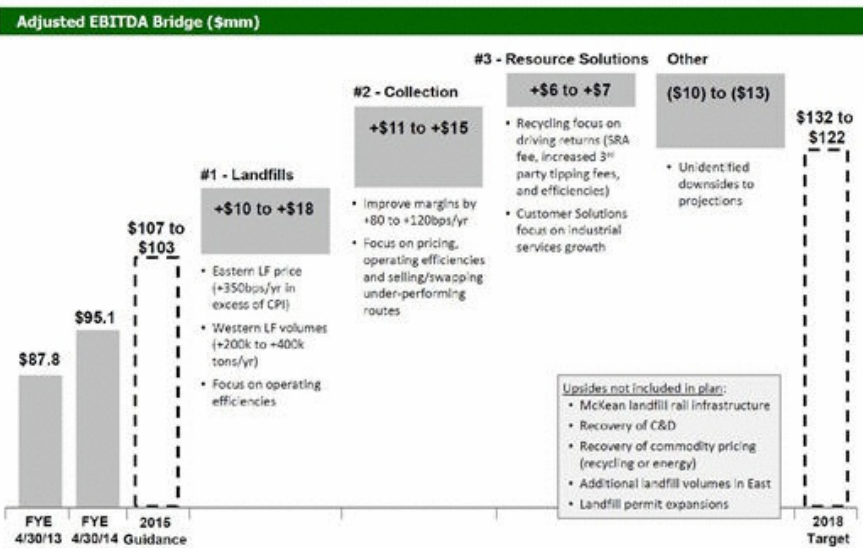 Adjusted EBITDA Bridge ($mm)
$87.8
$95.1
$107 to
$103
#1 - Landfills
+$10 to +$18
• Eastern LF price
(+350bps/yr in
excess of CPI)
• Western LF volumes
(+200k to +400k
tons/yr)
• Focus on operating
efficiencies
#2 - Collection
+$11 to +$15
• Improve margins by
+80 to +120bps/yr
• Focus on pricing,
operating efficiencies
and selling/swapping
under-performing
routes
#3 - Resource Solutions
+$6 to +$7
• Recycling focus on
driving returns (SRA
fee, increased 3rd
party tipping fees,
and efficiencies)
• Customer Solutions
focus on industrial
services growth
Other
($10) to ($13)
• Unidentified
downsides to
projections
$132 to
$122
Upsides not included in plan:
• McKean landfill rail infrastructure
• Recovery of C&D
• Recovery of commodity pricing
(recycling or energy)
• Additional landfill volumes in East
• Landfill permit expansions
FYE
4/30/13
FYE
4/30/14
2015
Guidance
2018
Target